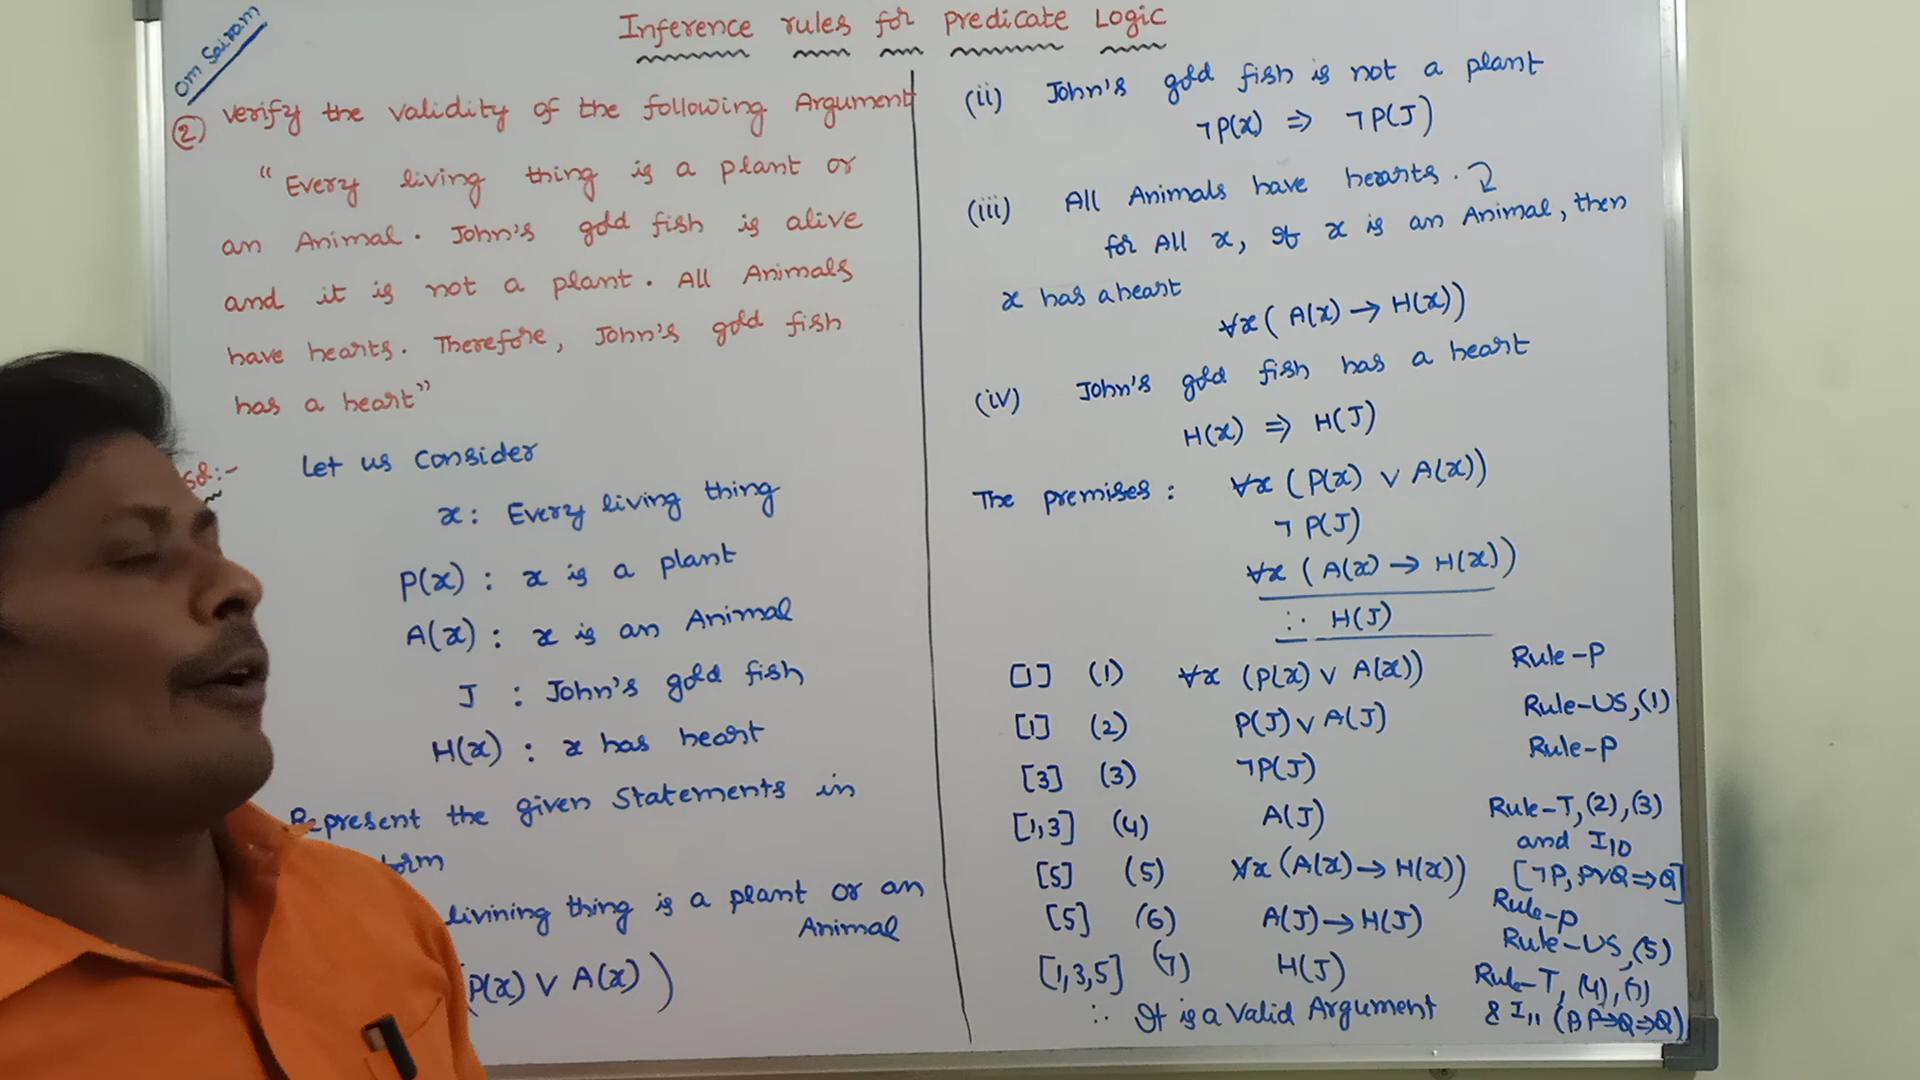 Om Sairam
Inference rules for predicate Logic
② Verify the validity of the following Argument
"Every living thing is a plant or
an Animal. John's gold fish is alive
and it is not a plant. All Animals
have hearts. Therefore, John's gold fish
has a heart"
Sol:- Let us consider
x : Every living thing
P(x) : x is a plant
A(x) : x is an Animal
J : John's gold fish
H(x) : x has heart
Represent the given Statements in
form
livining thing is a plant or an
Animal
(P(x) ∨ A(x))
(ii) John's gold fish is not a plant
¬P(x) ⇒ ¬P(J)
(iii) All Animals have hearts.
for All x, If x is an Animal, then
x has a heart
∀x (A(x) → H(x))
(iv) John's gold fish has a heart
H(x) ⇒ H(J)
The premises : ∀x (P(x) ∨ A(x))
¬P(J)
∀x (A(x) → H(x))
∴ H(J)
[1] (1) ∀x (P(x) ∨ A(x)) Rule-P
[1] (2) P(J) ∨ A(J) Rule-US, (1)
[3] (3) ¬P(J) Rule-P
[1,3] (4) A(J) Rule-T, (2), (3)
and I10
[¬P, P∨Q ⇒ Q]
[5] (5) ∀x (A(x) → H(x)) Rule-P
[5] (6) A(J) → H(J) Rule-US, (5)
[1,3,5] (7) H(J) Rule-T, (4),
& I11 (P, P→Q ⇒ Q)
∴ It is a Valid Argument